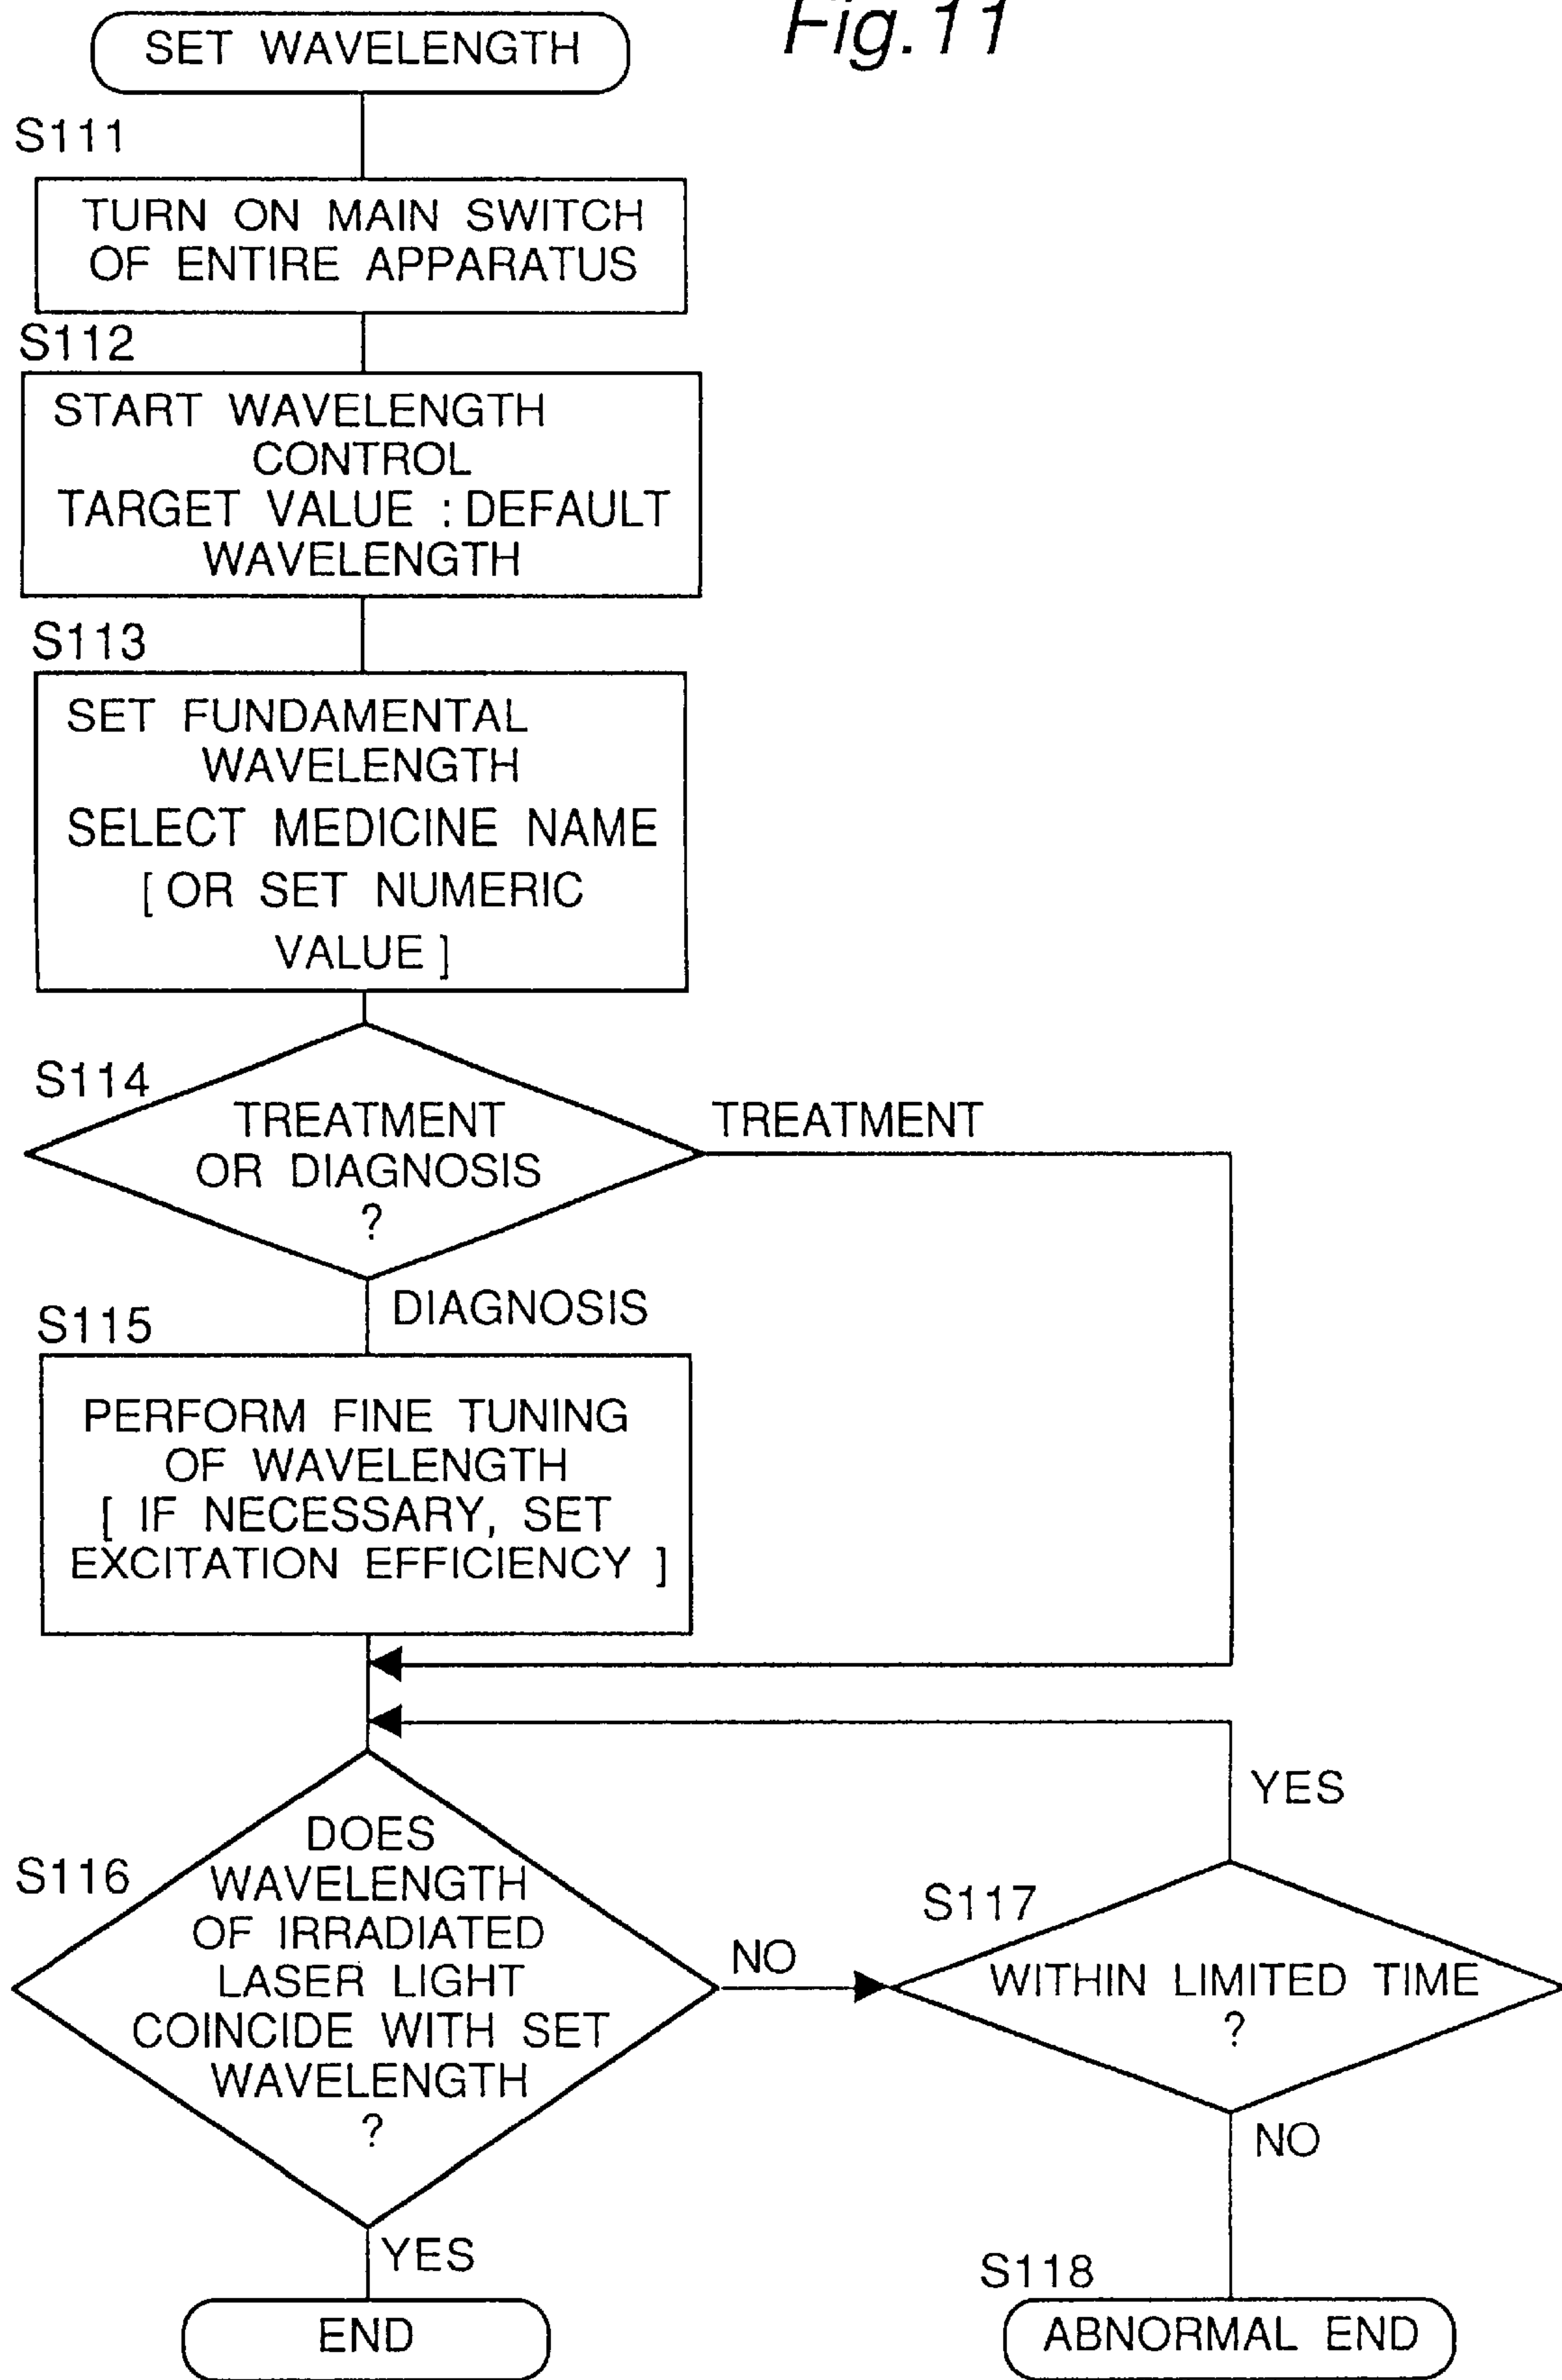 Fig.11
SET WAVELENGTH
S111
TURN ON MAIN SWITCH
OF ENTIRE APPARATUS
S112
START WAVELENGTH
CONTROL
TARGET VALUE : DEFAULT
WAVELENGTH
S113
SET FUNDAMENTAL
WAVELENGTH
SELECT MEDICINE NAME
[ OR SET NUMERIC
VALUE ]
S114
TREATMENT
OR DIAGNOSIS
?
TREATMENT
DIAGNOSIS
S115
PERFORM FINE TUNING
OF WAVELENGTH
[ IF NECESSARY, SET
EXCITATION EFFICIENCY ]
S116
DOES
WAVELENGTH
OF IRRADIATED
LASER LIGHT
COINCIDE WITH SET
WAVELENGTH
?
NO
YES
S117
WITHIN LIMITED TIME
?
YES
NO
END
S118
ABNORMAL END